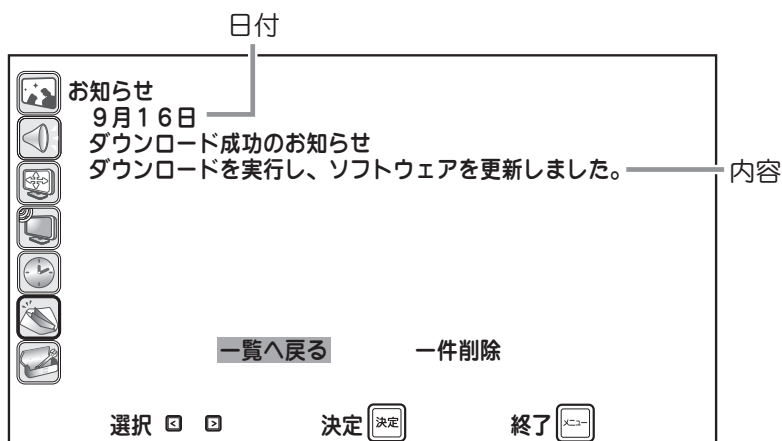 日付
お知らせ
９月１６日
ダウンロード成功のお知らせ
ダウンロードを実行し、ソフトウェアを更新しました。
内容
一覧へ戻る 一件削除
選択 決定 決定 終了 メニュー